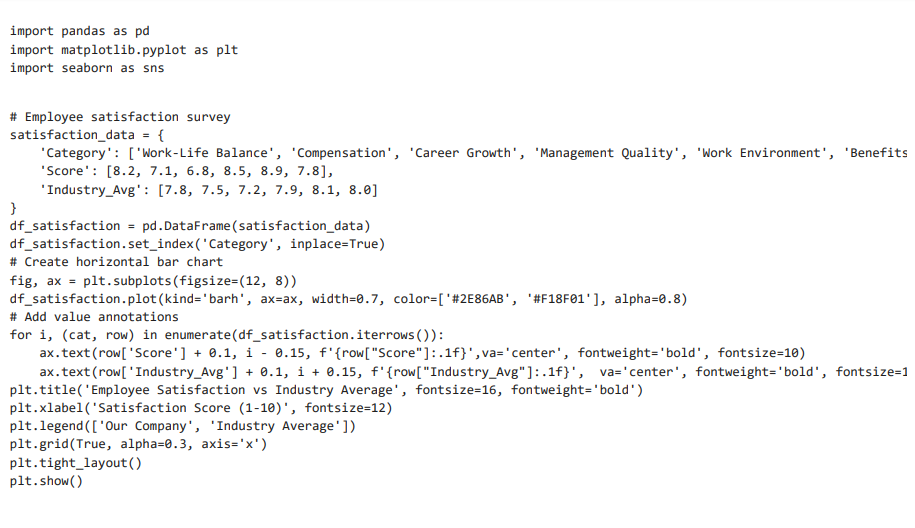 import pandas as pd
import matplotlib.pyplot as plt
import seaborn as sns
# Employee satisfaction survey
satisfaction_data = {
    'Category': ['Work-Life Balance', 'Compensation', 'Career Growth', 'Management Quality', 'Work Environment', 'Benefits
    'Score': [8.2, 7.1, 6.8, 8.5, 8.9, 7.8],
    'Industry_Avg': [7.8, 7.5, 7.2, 7.9, 8.1, 8.0]
}
df_satisfaction = pd.DataFrame(satisfaction_data)
df_satisfaction.set_index('Category', inplace=True)
# Create horizontal bar chart
fig, ax = plt.subplots(figsize=(12, 8))
df_satisfaction.plot(kind='barh', ax=ax, width=0.7, color=['#2E86AB', '#F18F01'], alpha=0.8)
# Add value annotations
for i, (cat, row) in enumerate(df_satisfaction.iterrows()):
    ax.text(row['Score'] + 0.1, i - 0.15, f'{row["Score"]:.1f}',va='center', fontweight='bold', fontsize=10)
    ax.text(row['Industry_Avg'] + 0.1, i + 0.15, f'{row["Industry_Avg"]:.1f}',  va='center', fontweight='bold', fontsize=1
plt.title('Employee Satisfaction vs Industry Average', fontsize=16, fontweight='bold')
plt.xlabel('Satisfaction Score (1-10)', fontsize=12)
plt.legend(['Our Company', 'Industry Average'])
plt.grid(True, alpha=0.3, axis='x')
plt.tight_layout()
plt.show()